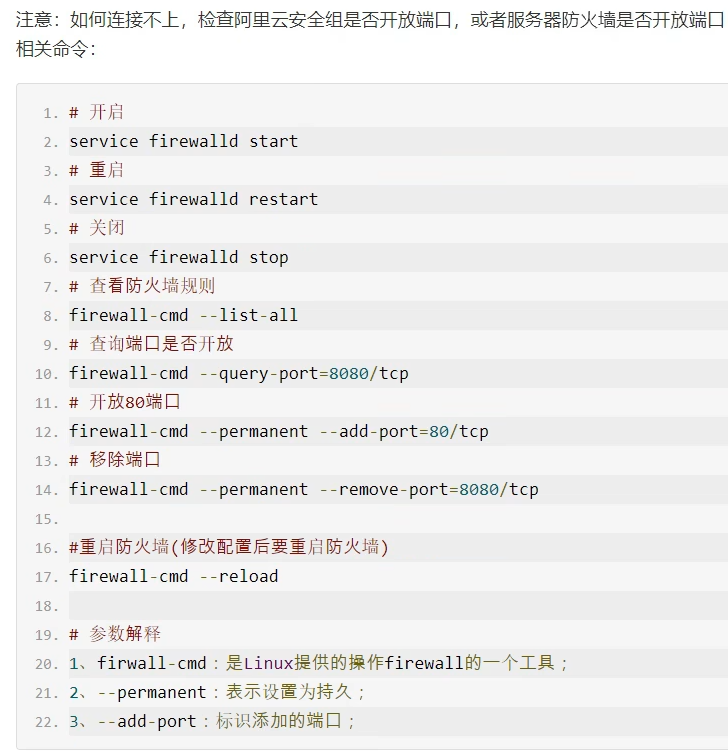 注意：如何连接不上，检查阿里云安全组是否开放端口，或者服务器防火墙是否开放端口
相关命令：
1. # 开启
2. service firewalld start
3. # 重启
4. service firewalld restart
5. # 关闭
6. service firewalld stop
7. # 查看防火墙规则
8. firewall-cmd --list-all
9. # 查询端口是否开放
10. firewall-cmd --query-port=8080/tcp
11. # 开放80端口
12. firewall-cmd --permanent --add-port=80/tcp
13. # 移除端口
14. firewall-cmd --permanent --remove-port=8080/tcp
15.
16. #重启防火墙(修改配置后要重启防火墙)
17. firewall-cmd --reload
18.
19. # 参数解释
20. 1、firwall-cmd：是Linux提供的操作firewall的一个工具；
21. 2、--permanent：表示设置为持久；
22. 3、--add-port：标识添加的端口；